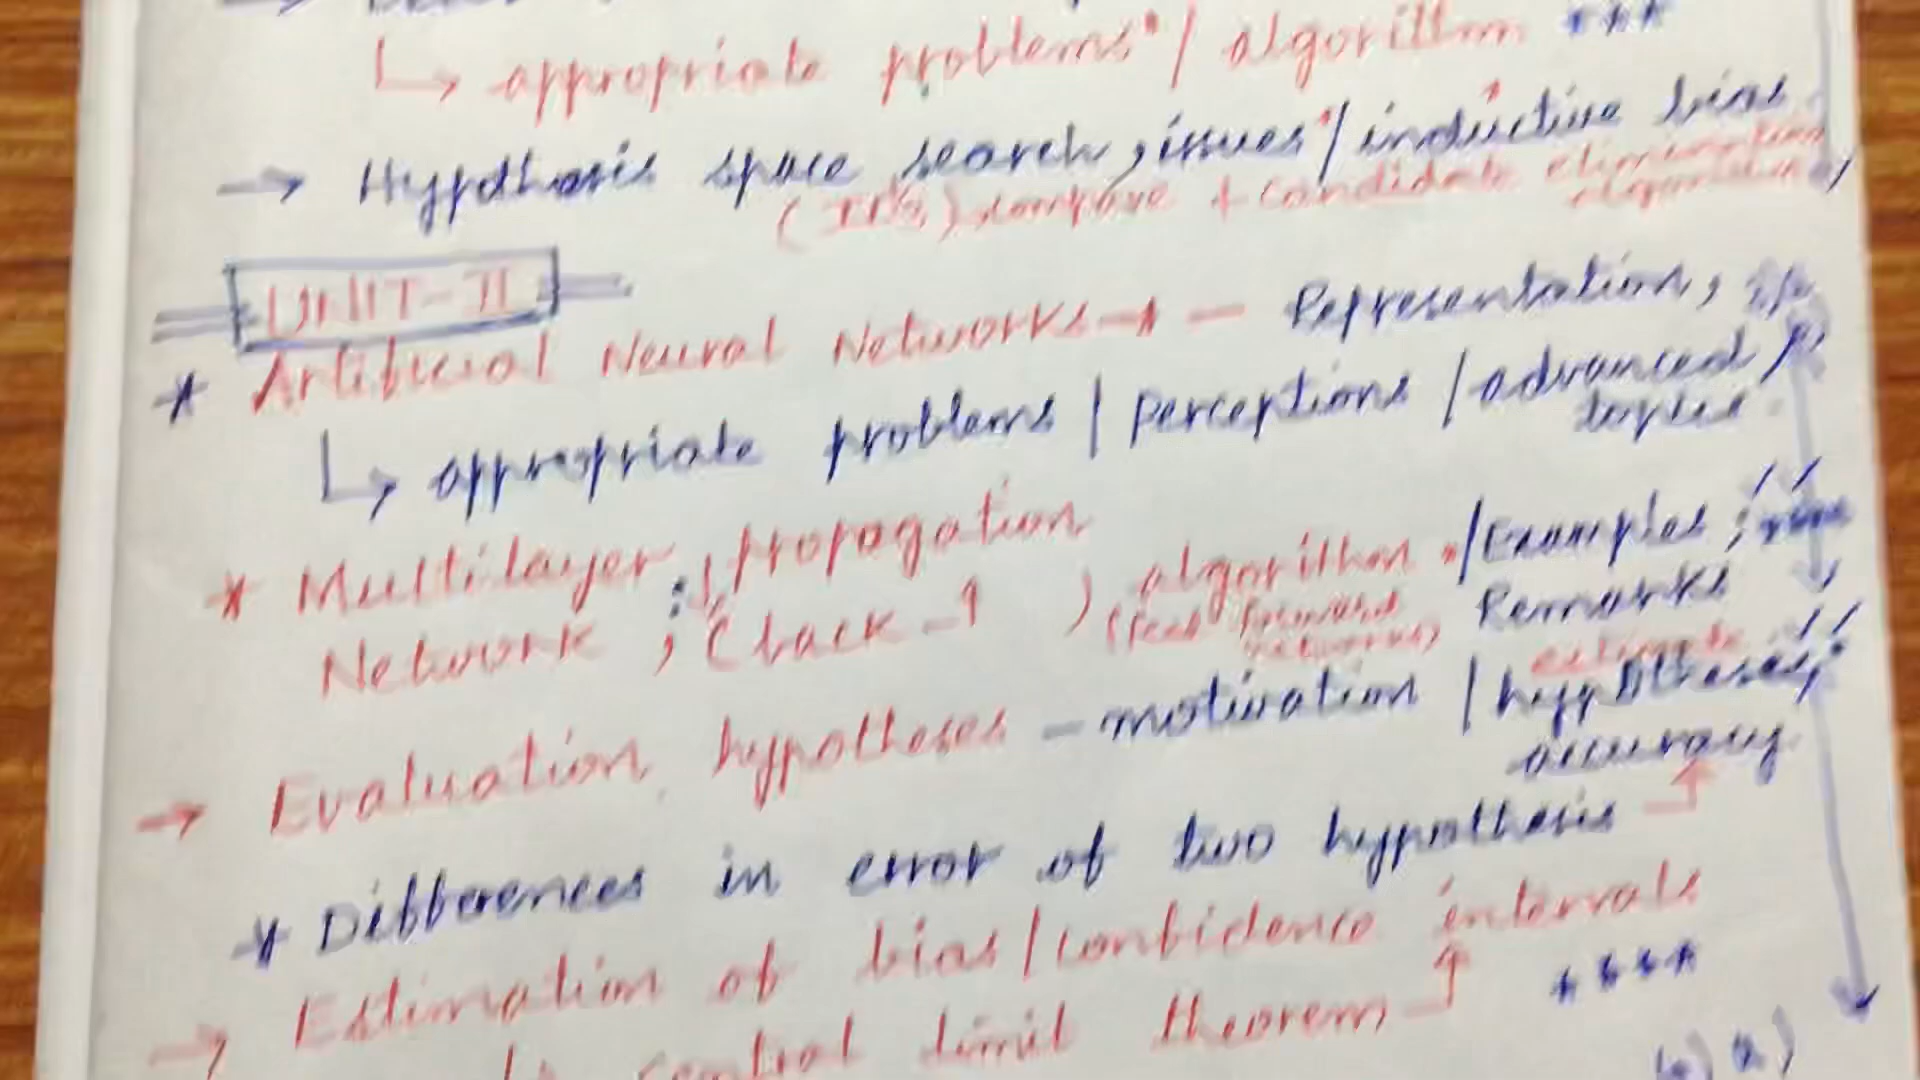 ↳ appropriate problems* / algorithm ***
→ Hypothesis space search, issues* / inductive bias
(ID3) compare + candidate elimination
algorithm
UNIT-II
* Artificial Neural Networks → - Representation,
↳ appropriate problems | perceptions / advanced
topics
* Multilayer ; propagation
Network ; (back-↑ ) algorithm */ Examples ;
(feed forward
networks) Remarks
estimate
→ Evaluation hypotheses - motivation / hypotheses,
accuracy
* Differences in error of two hypothesis
→ Estimation of bias / confidence intervals
↳ central limit theorem ****